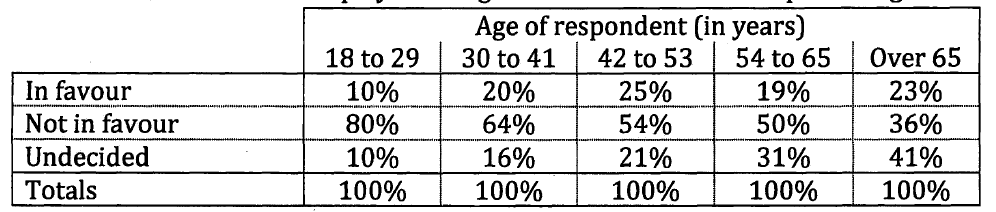 Age of respondent (in years)
18 to 29 30 to 41 42 to 53 54 to 65 Over 65
In favour 10% 20% 25% 19% 23%
Not in favour 80% 64% 54% 50% 36%
Undecided 10% 16% 21% 31% 41%
Totals 100% 100% 100% 100% 100%